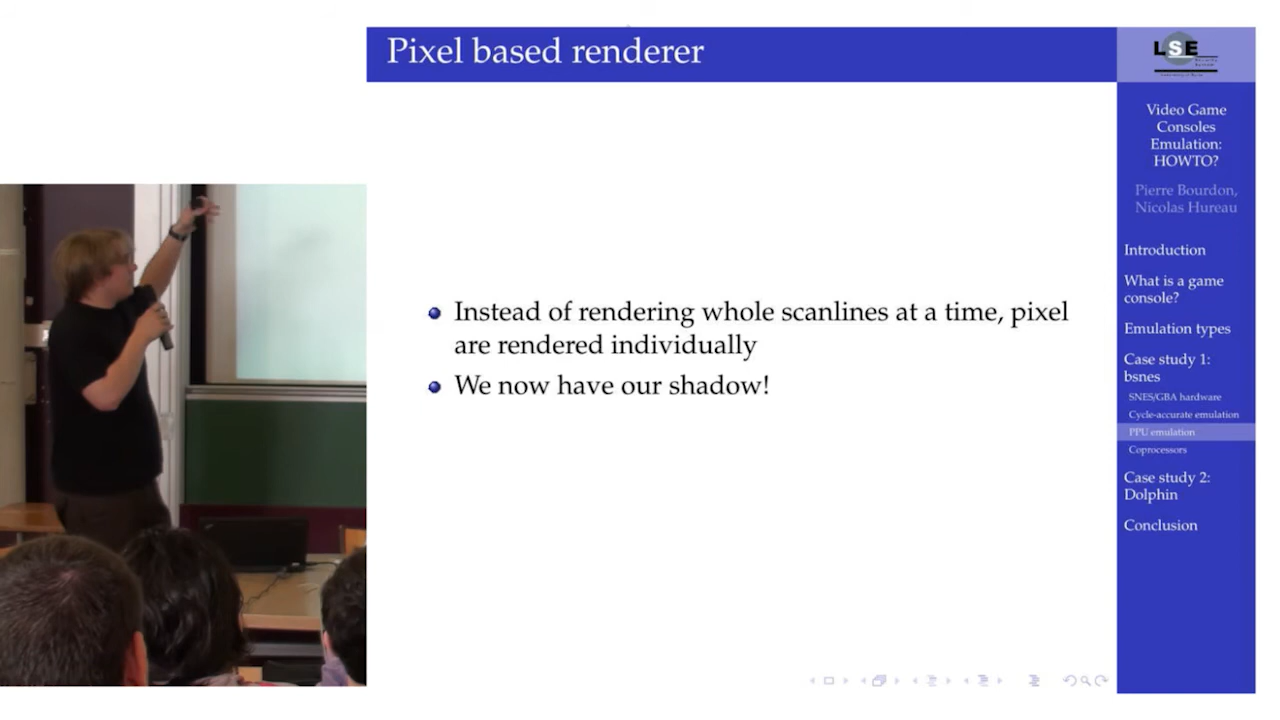 Pixel based renderer
Instead of rendering whole scanlines at a time, pixel
are rendered individually
We now have our shadow!
LSE
Video Game
Consoles
Emulation:
HOWTO?
Pierre Bourdon,
Nicolas Hureau
Introduction
What is a game
console?
Emulation types
Case study 1:
bsnes
SNES/GBA hardware
Cycle-accurate emulation
PPU emulation
Coprocessors
Case study 2:
Dolphin
Conclusion